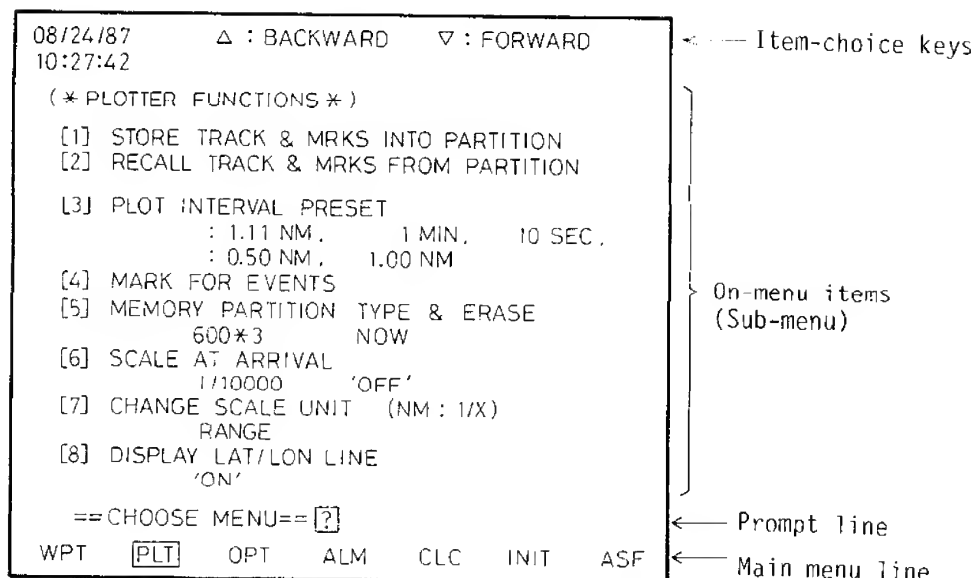 08/24/87 △ : BACKWARD ▽ : FORWARD
Item-choice keys
10:27:42
(* PLOTTER FUNCTIONS *)
[1] STORE TRACK & MRKS INTO PARTITION
[2] RECALL TRACK & MRKS FROM PARTITION
[3] PLOT INTERVAL PRESET
: 1.11 NM, 1 MIN, 10 SEC,
: 0.50 NM, 1.00 NM
[4] MARK FOR EVENTS
[5] MEMORY PARTITION TYPE & ERASE
600*3 NOW
[6] SCALE AT ARRIVAL
1/10000 'OFF'
[7] CHANGE SCALE UNIT (NM : 1/X)
RANGE
[8] DISPLAY LAT/LON LINE
'ON'
On-menu items
(Sub-menu)
==CHOOSE MENU==[?]
Prompt line
WPT PLT OPT ALM CLC INIT ASF
Main menu line